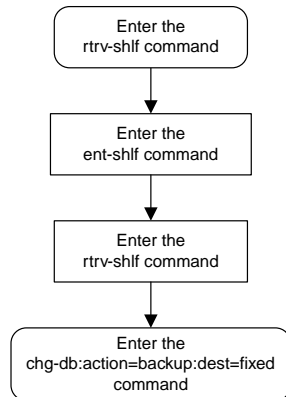 Enter the
rtrv-shlf command
Enter the
ent-shlf command
Enter the
rtrv-shlf command
Enter the
chg-db:action=backup:dest=fixed
command